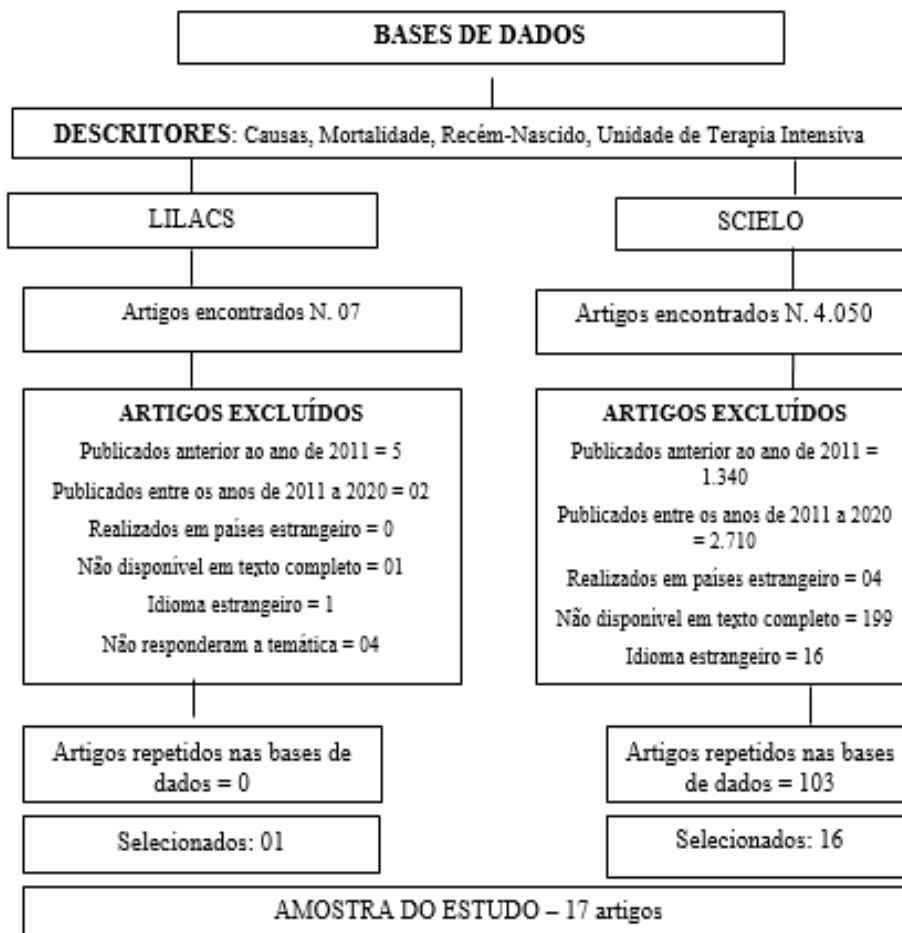 BASES DE DADOS
DESCRITORES: Causas, Mortalidade, Recém-Nascido, Unidade de Terapia Intensiva
LILACS
SCIELO
Artigos encontrados N. 07
Artigos encontrados N. 4.050
ARTIGOS EXCLUÍDOS
Publicados anterior ao ano de 2011 = 5
Publicados entre os anos de 2011 a 2020 = 02
Realizados em países estrangeiro = 0
Não disponível em texto completo = 01
Idioma estrangeiro = 1
Não responderam a temática = 04
ARTIGOS EXCLUÍDOS
Publicados anterior ao ano de 2011 =
1.340
Publicados entre os anos de 2011 a 2020
= 2.710
Realizados em países estrangeiro = 04
Não disponível em texto completo = 199
Idioma estrangeiro = 16
Artigos repetidos nas bases de
dados = 0
Artigos repetidos nas bases
de dados = 103
Selecionados: 01
Selecionados: 16
AMOSTRA DO ESTUDO – 17 artigos